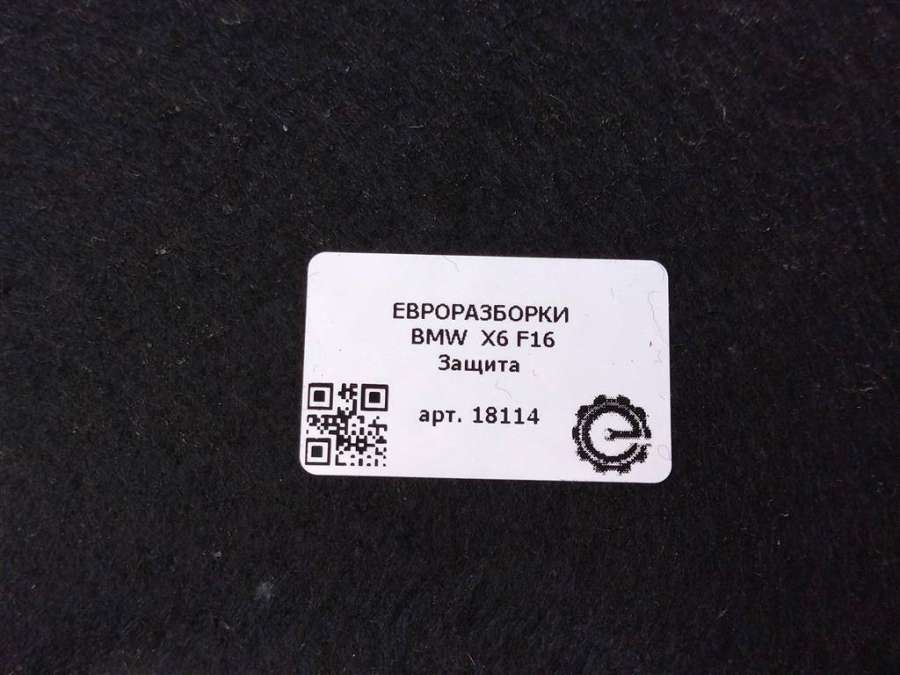 ЕВРОРАЗБОРКИ
BMW X6 F16
Защита
арт. 18114